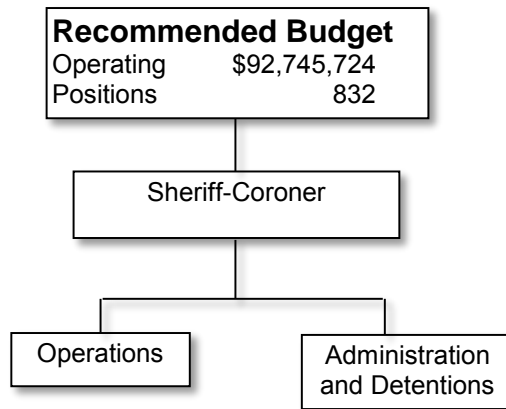 Recommended Budget
Operating $92,745,724
Positions 832
Sheriff-Coroner
Operations
Administration
and Detentions